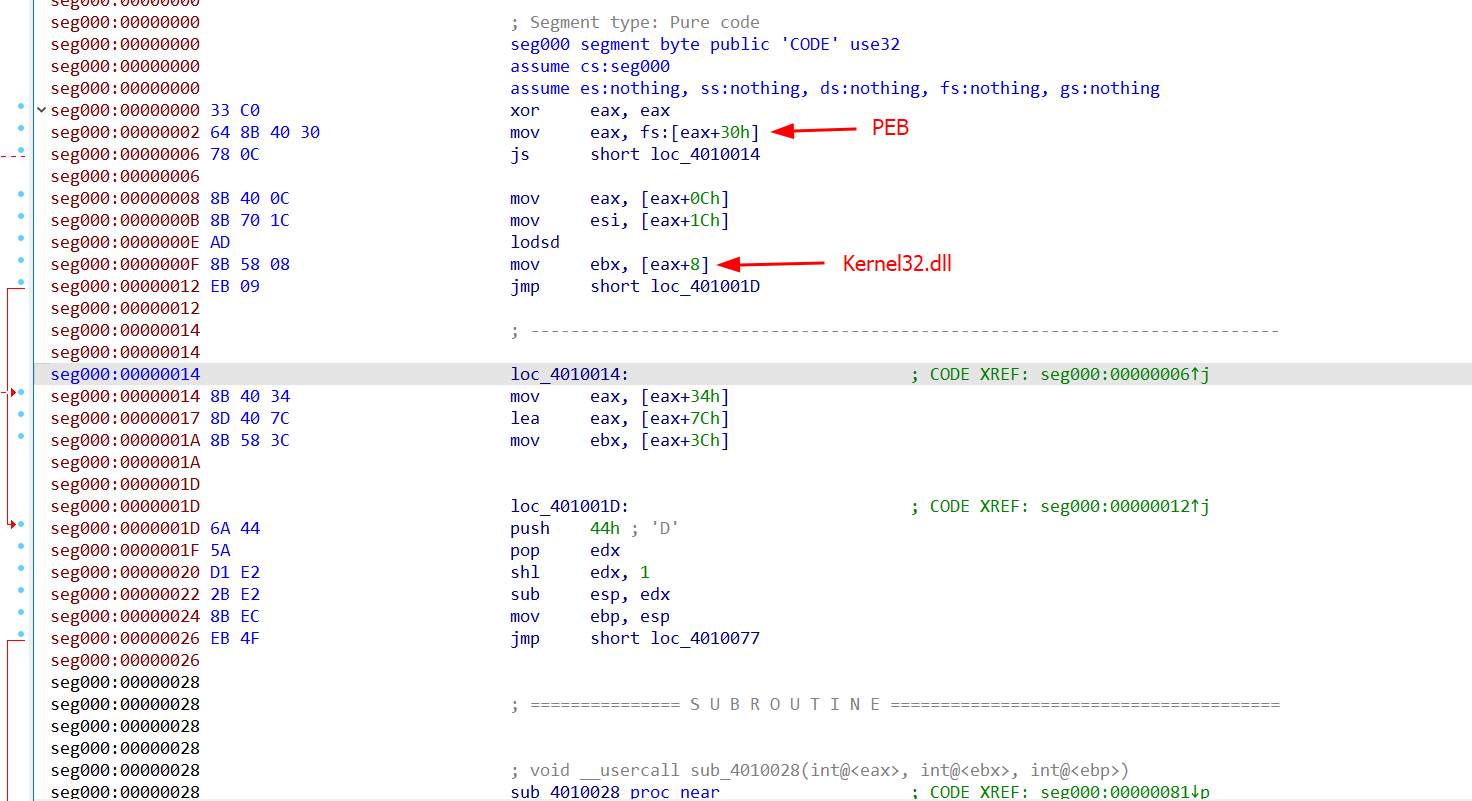 seg000:00000000
seg000:00000000 ; Segment type: Pure code
seg000:00000000 seg000 segment byte public 'CODE' use32
seg000:00000000 assume cs:seg000
seg000:00000000 assume es:nothing, ss:nothing, ds:nothing, fs:nothing, gs:nothing
seg000:00000000 33 C0 xor eax, eax
seg000:00000002 64 8B 40 30 mov eax, fs:[eax+30h] PEB
seg000:00000006 78 0C js short loc_4010014
seg000:00000006
seg000:00000008 8B 40 0C mov eax, [eax+0Ch]
seg000:0000000B 8B 70 1C mov esi, [eax+1Ch]
seg000:0000000E AD lodsd
seg000:0000000F 8B 58 08 mov ebx, [eax+8] Kernel32.dll
seg000:00000012 EB 09 jmp short loc_401001D
seg000:00000012
seg000:00000014 ; ---------------------------------------------------------------------------
seg000:00000014
seg000:00000014 loc_4010014: ; CODE XREF: seg000:00000006↑j
seg000:00000014 8B 40 34 mov eax, [eax+34h]
seg000:00000017 8D 40 7C lea eax, [eax+7Ch]
seg000:0000001A 8B 58 3C mov ebx, [eax+3Ch]
seg000:0000001A
seg000:0000001D
seg000:0000001D loc_401001D: ; CODE XREF: seg000:00000012↑j
seg000:0000001D 6A 44 push 44h ; 'D'
seg000:0000001F 5A pop edx
seg000:00000020 D1 E2 shl edx, 1
seg000:00000022 2B E2 sub esp, edx
seg000:00000024 8B EC mov ebp, esp
seg000:00000026 EB 4F jmp short loc_4010077
seg000:00000026
seg000:00000028
seg000:00000028 ; =============== S U B R O U T I N E =======================================
seg000:00000028
seg000:00000028
seg000:00000028 ; void __usercall sub_4010028(int@<eax>, int@<ebx>, int@<ebp>)
seg000:00000028 sub_4010028 proc near ; CODE XREF: seg000:00000081↓p